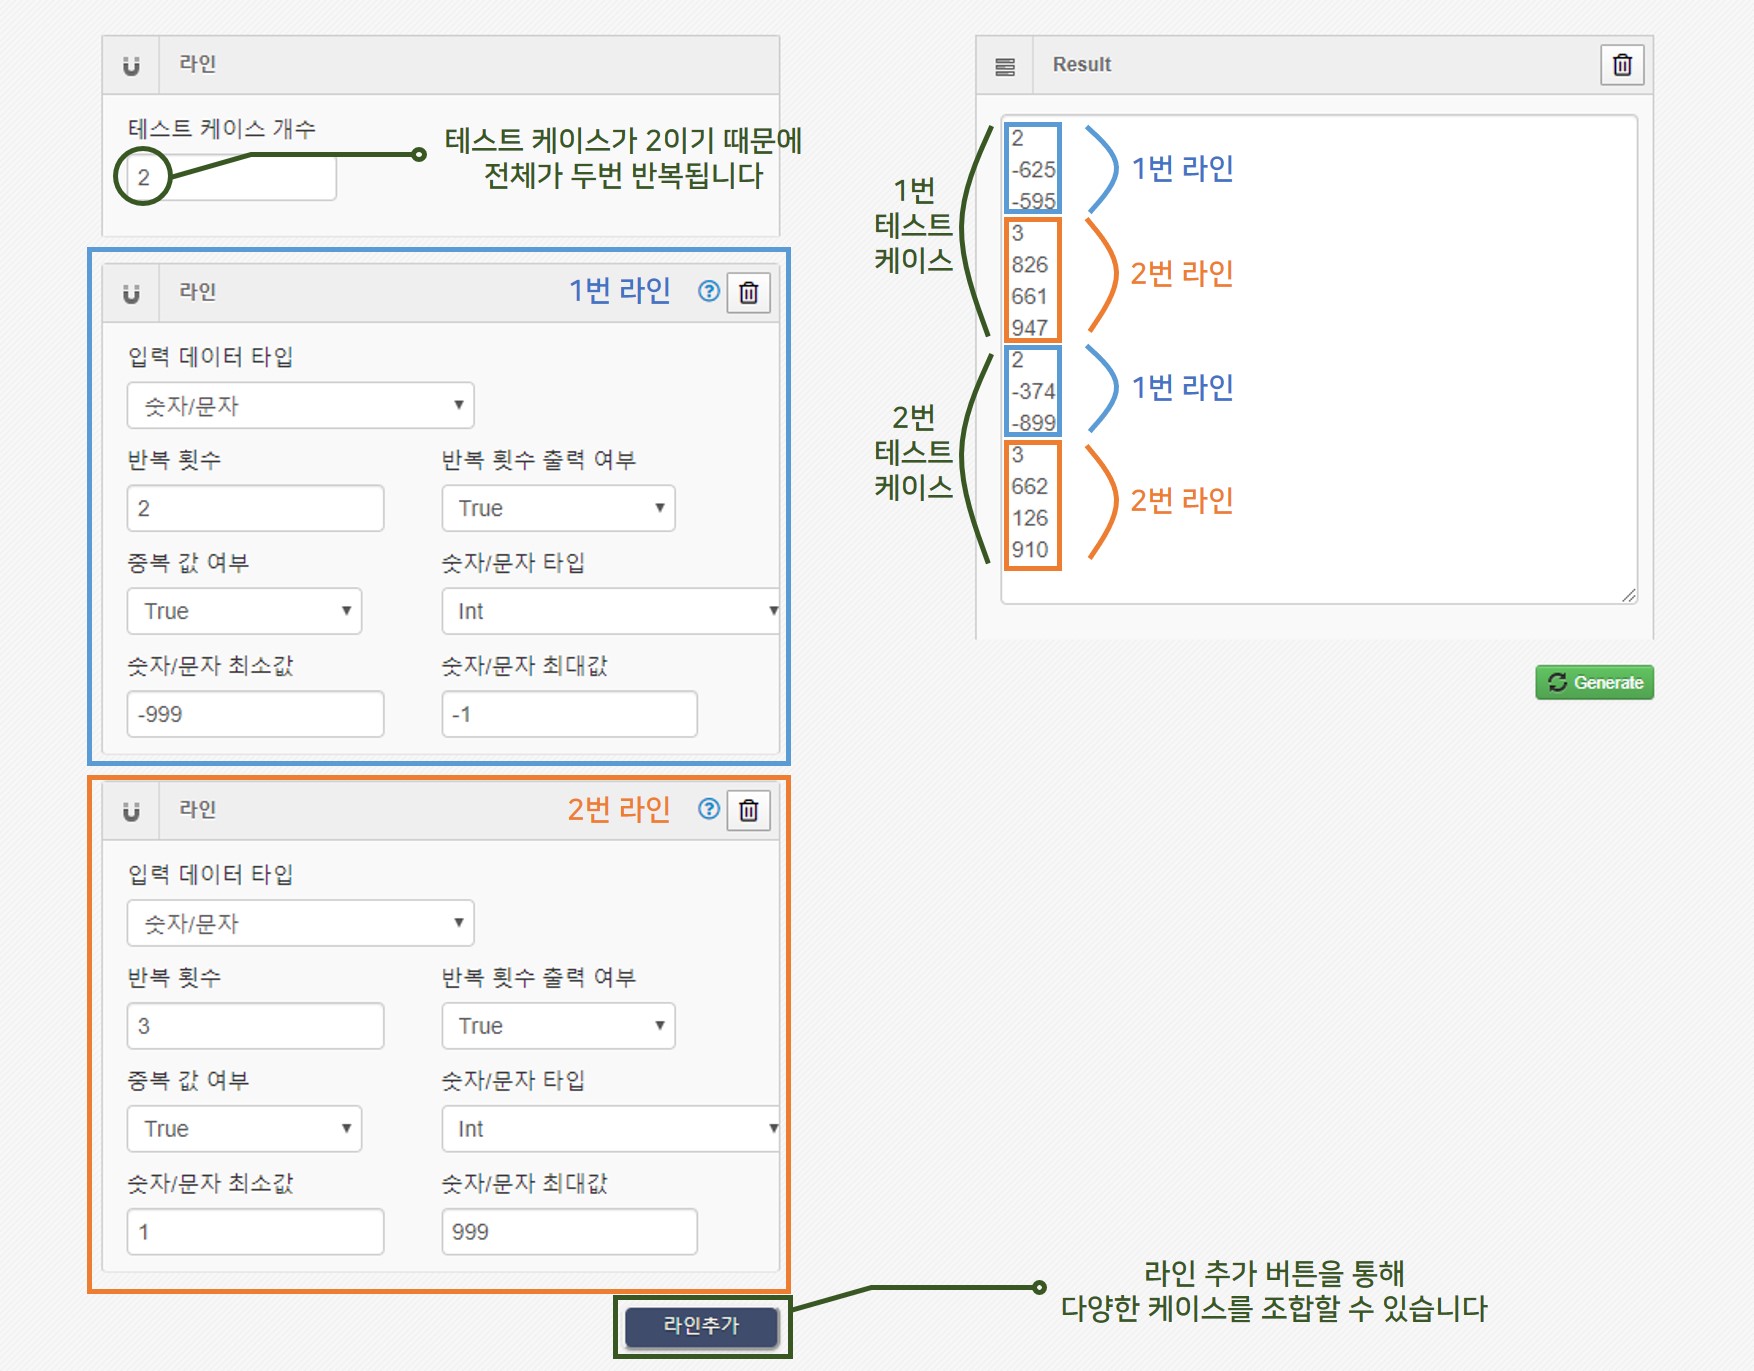 라인
테스트 케이스 개수
2
테스트 케이스가 2이기 때문에
전체가 두번 반복됩니다
라인
1번 라인
입력 데이터 타입
숫자/문자
반복 횟수
반복 횟수 출력 여부
2
True
중복 값 여부
숫자/문자 타입
True
Int
숫자/문자 최소값
숫자/문자 최대값
-999
-1
라인
2번 라인
입력 데이터 타입
숫자/문자
반복 횟수
반복 횟수 출력 여부
3
True
중복 값 여부
숫자/문자 타입
True
Int
숫자/문자 최소값
숫자/문자 최대값
1
999
라인추가
라인 추가 버튼을 통해
다양한 케이스를 조합할 수 있습니다
Result
1번
테스트
케이스
2
-625
-595
1번 라인
3
826
661
947
2번 라인
2번
테스트
케이스
2
-374
-899
1번 라인
3
662
126
910
2번 라인
Generate